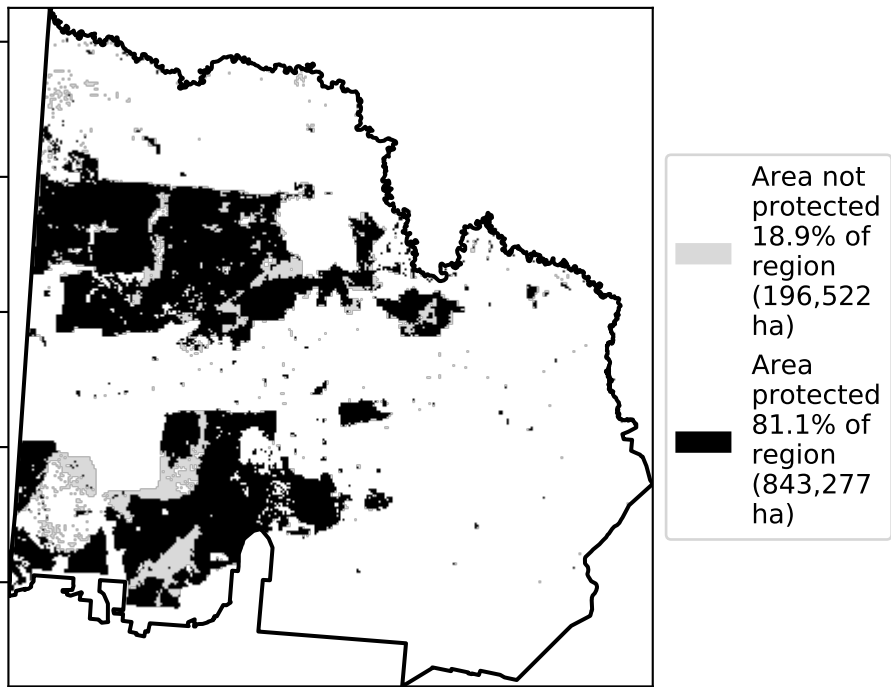 Area not
protected
18.9% of
region
(196,522
ha)
Area
protected
81.1% of
region
(843,277
ha)